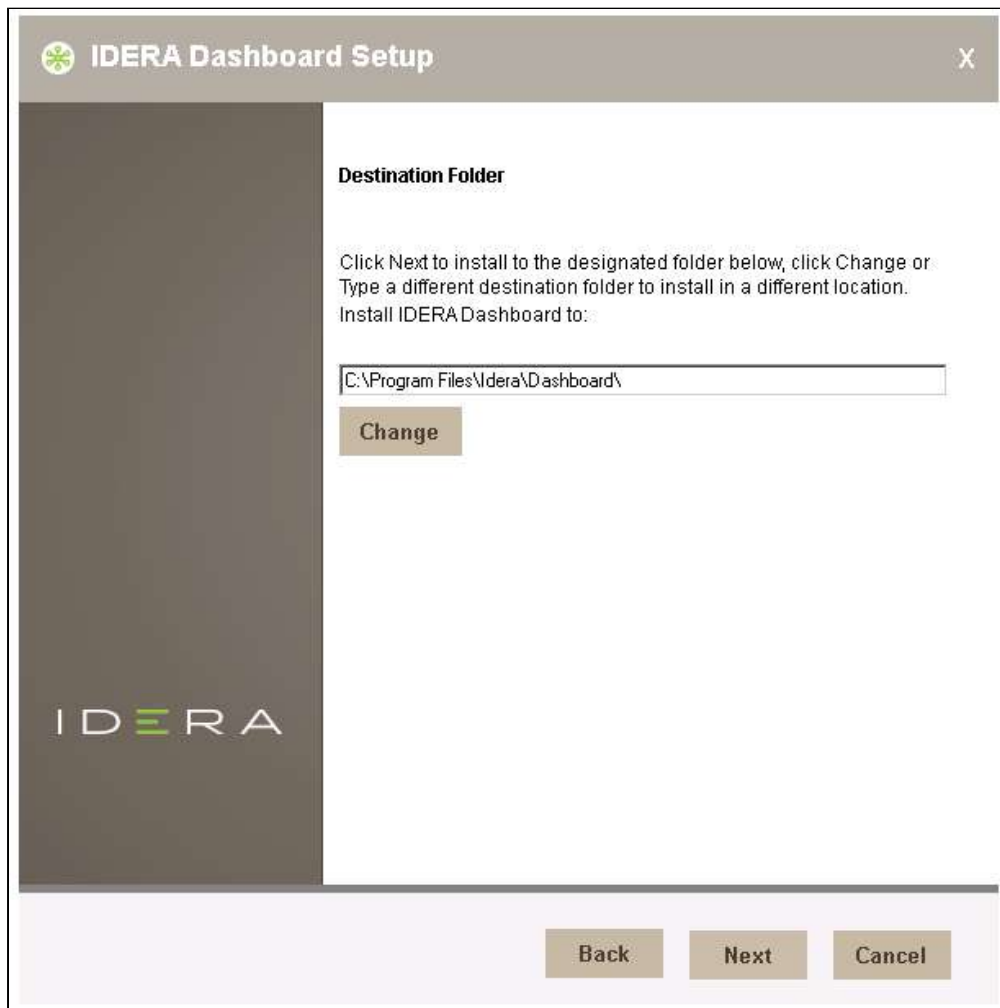 IDERA Dashboard Setup
X
Destination Folder
Click Next to install to the designated folder below, click Change or
Type a different destination folder to install in a different location.
Install IDERA Dashboard to:
C:\Program Files\Idera\Dashboard\
Change
IDERA
Back
Next
Cancel